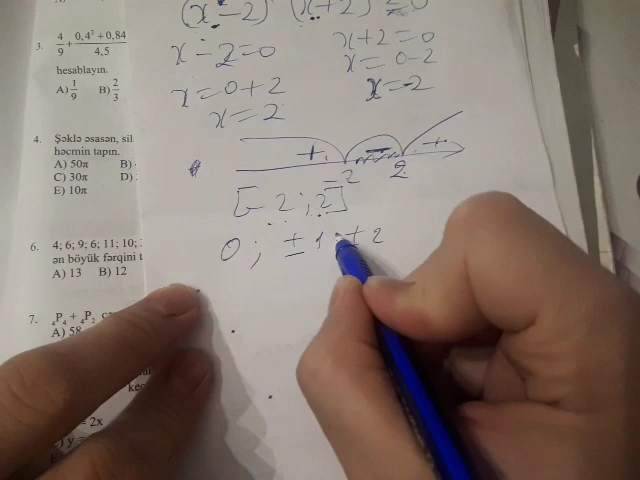 (x-2) (x+2) ≤ 0
x-2=0 x+2=0
x=0-2
x=0+2 x=-2
x=2
+ - +
-2 2
[-2;2]
0; ±1 ±2
3. 4/9 + 0,4² + 0,84 / 4,5
hesablayın.
A) 1/9 B) 2/3
4. Şəklə əsasən, sil
həcmin tapın.
A) 50π B)
C) 30π D)
E) 10π
6. 4; 6; 9; 6; 11; 10;
ən böyük fərqini t
A) 13 B) 12
7. ₄P₄ + ₄P₂
A) 58
= 2x
) y =